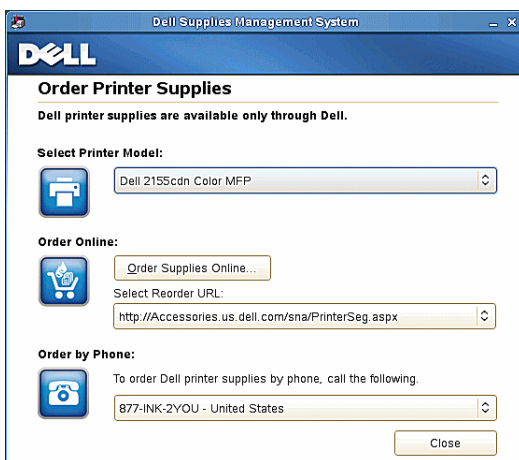 Dell Supplies Management System
DELL
Order Printer Supplies
Dell printer supplies are available only through Dell.
Select Printer Model:
Dell 2155cdn Color MFP
Order Online:
Order Supplies Online...
Select Reorder URL:
http://Accessories.us.dell.com/sna/PrinterSeg.aspx
Order by Phone:
To order Dell printer supplies by phone, call the following.
877-INK-2YOU - United States
Close